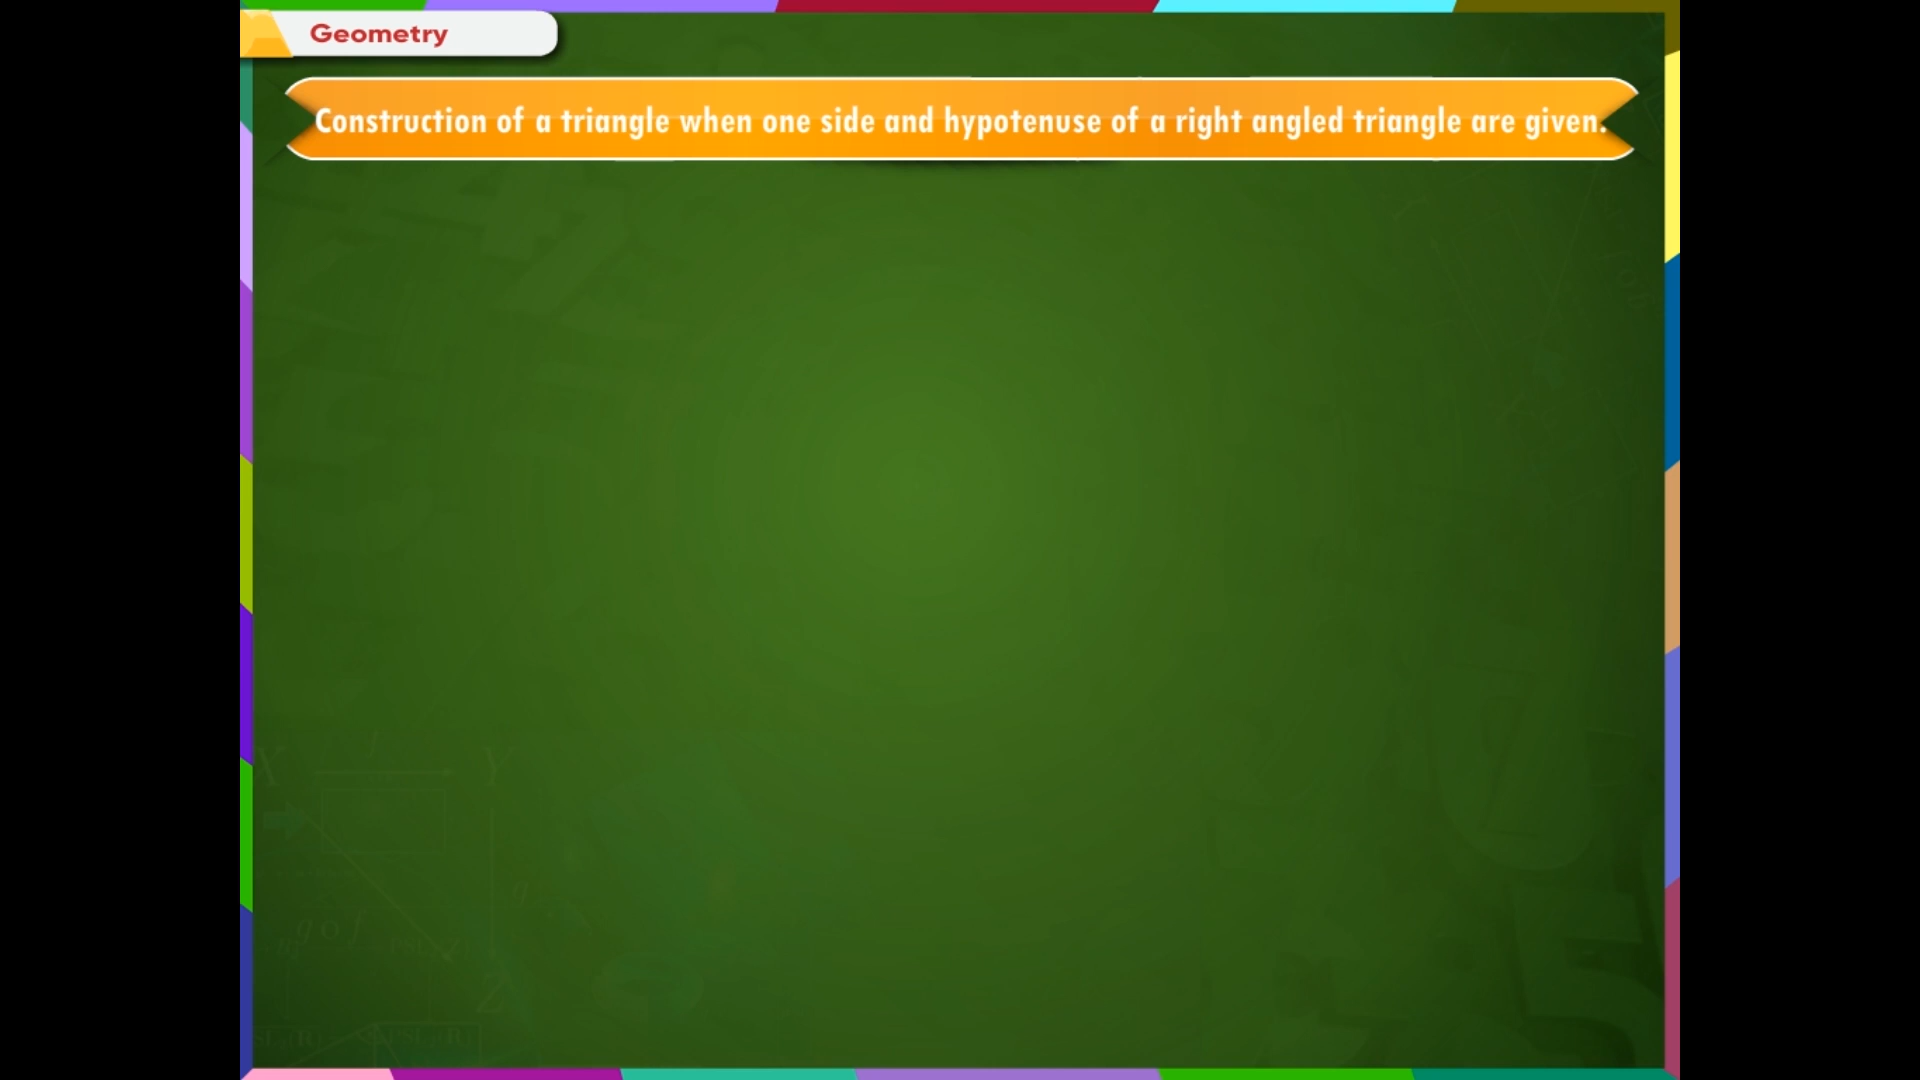 Geometry
Construction of a triangle when one side and hypotenuse of a right angled triangle are given.
X f Y
g o f
Z